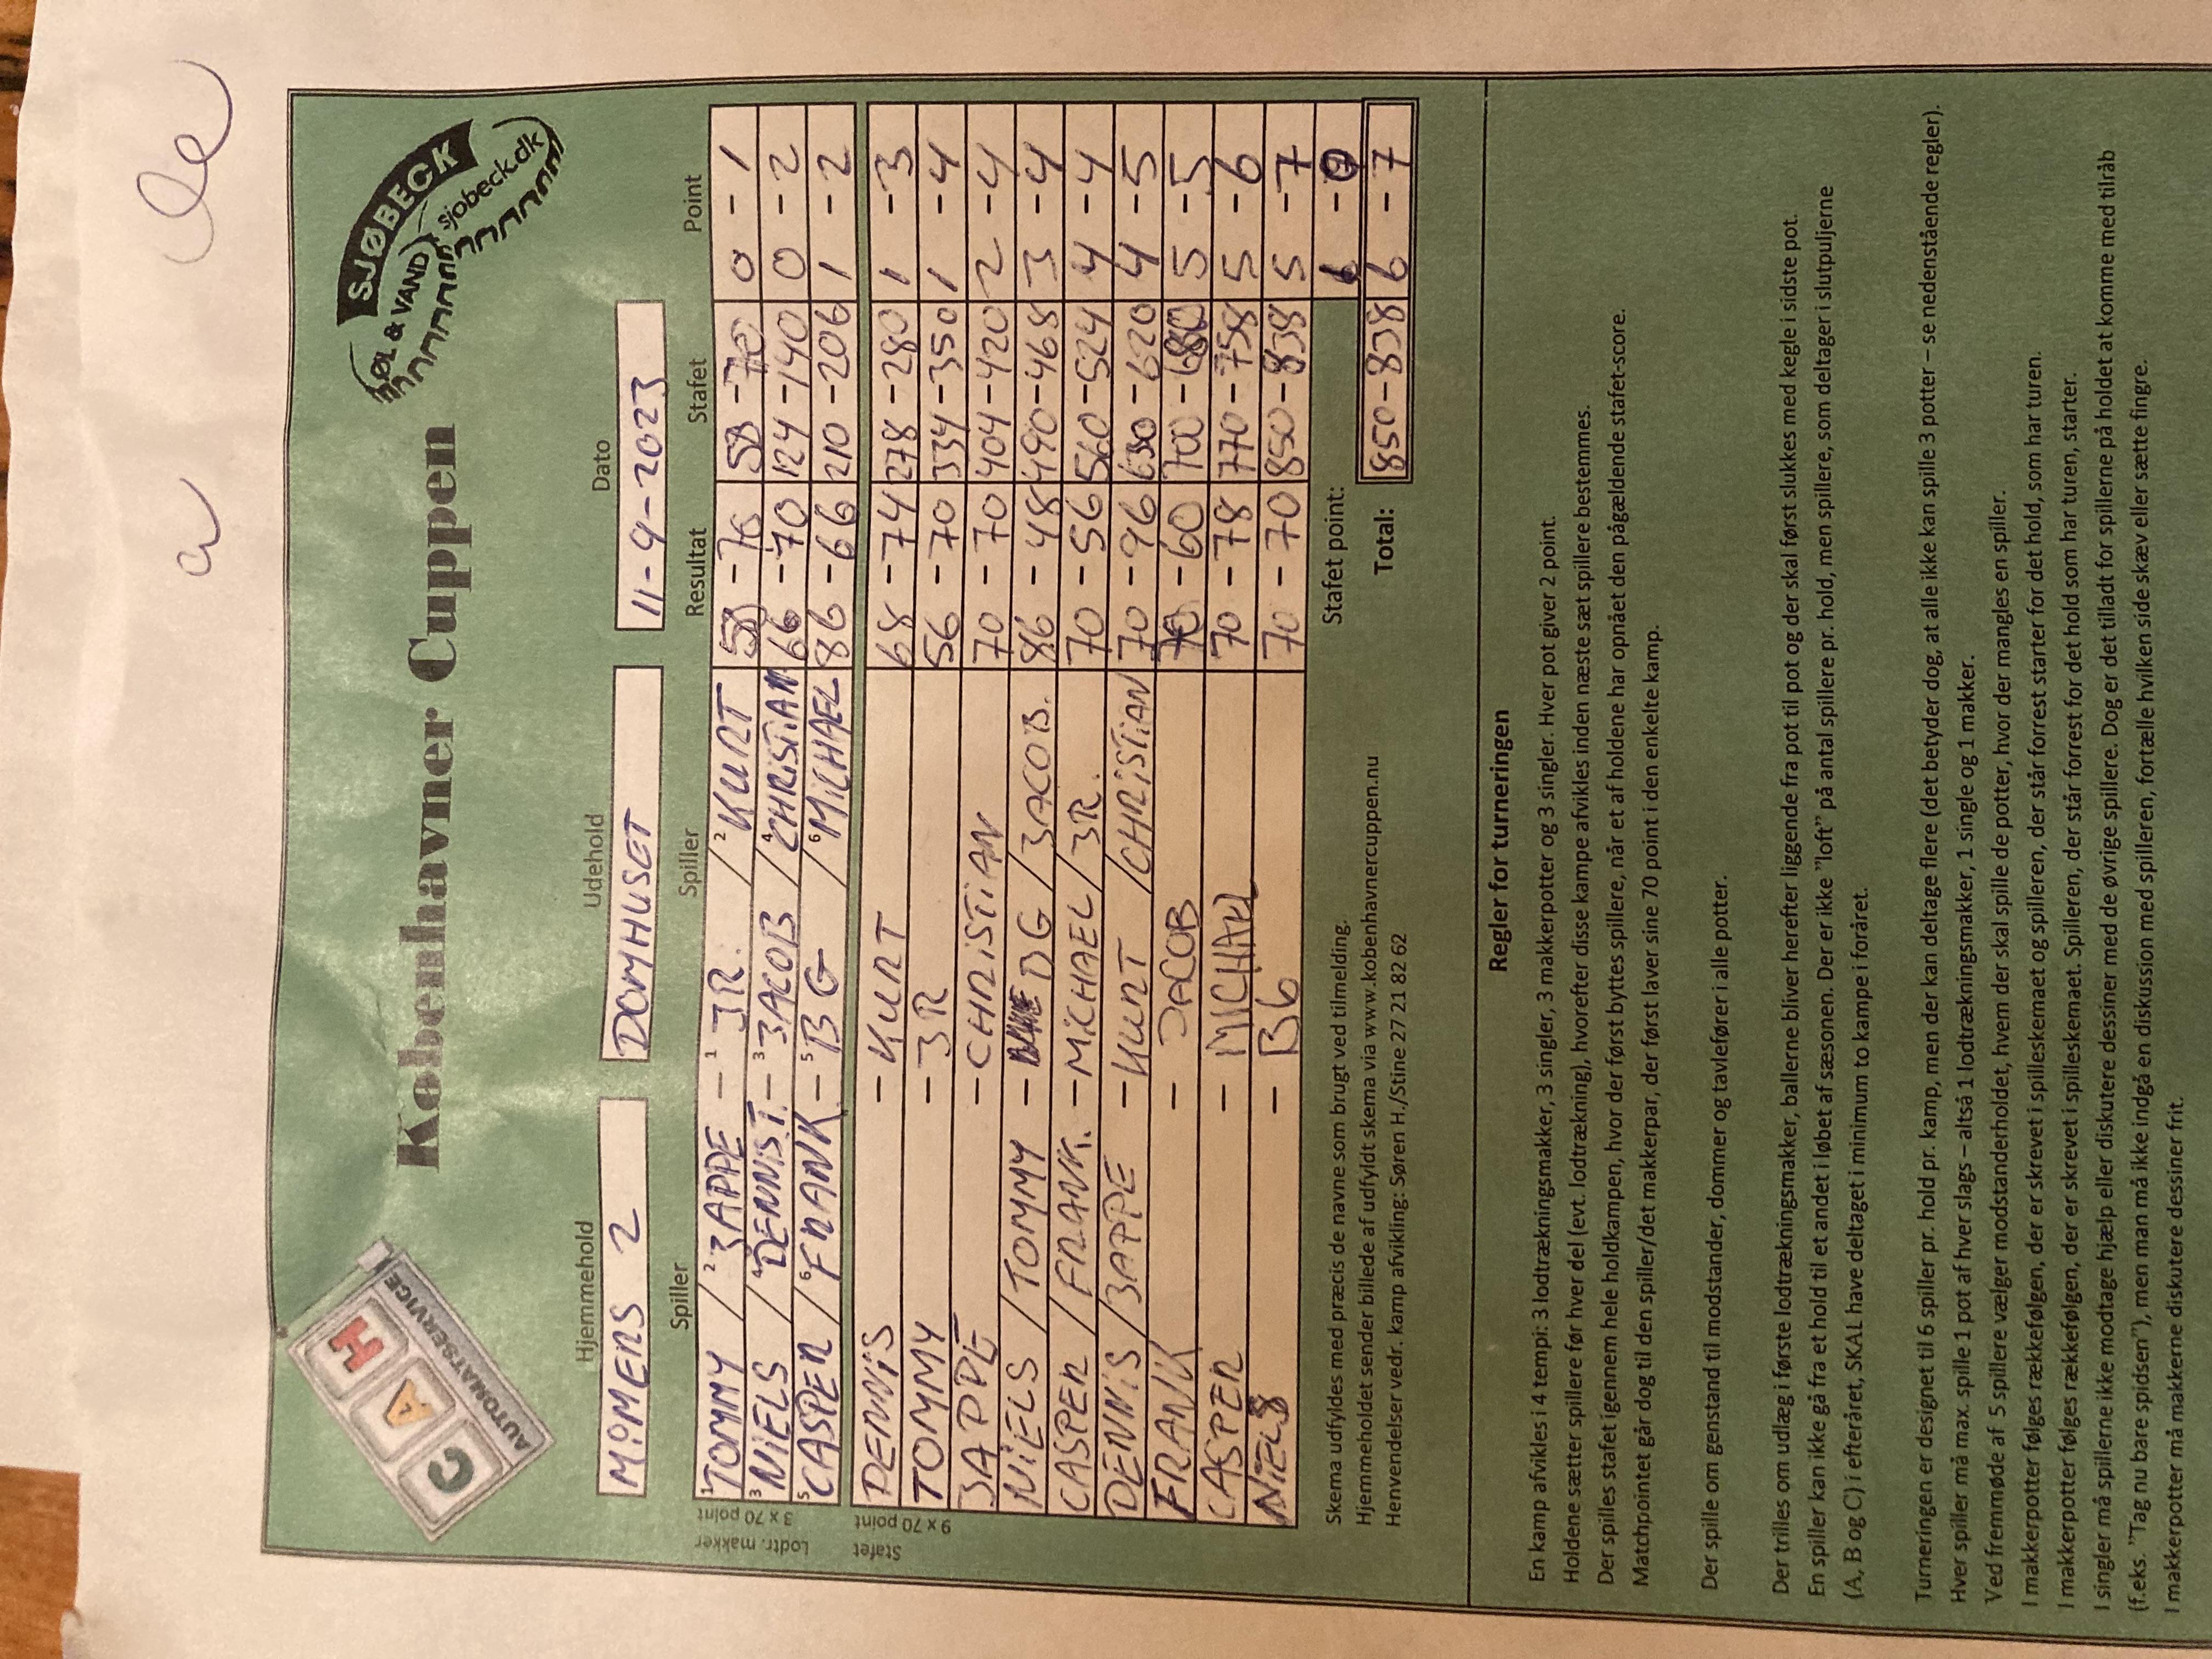 a de
CAH
AUTOMATSERVICE
Københavner Cuppen
SJØBECK
ØL & VAND
sjobeck.dk
Hjemmehold Udehold Dato
MØMERS 2 DOMHUSET 11-9-2023
Spiller Spiller Resultat Stafet Point
Lodtr. makker
3 x 70 point
1 TOMMY / 2 JAPPE - 1 JR. / 2 KURT 58 - 70 58 - 70 0 - 1
3 NIELS / 4 DENNIS T. - 3 JACOB / 4 CHRISTIAN 66 - 70 124 - 140 0 - 2
5 CASPER / 6 FRANK - 5 BG / 6 MICHAEL 86 - 66 210 - 206 1 - 2
Stafet
9 x 70 point
DENNIS - KURT 68 - 74 278 - 280 1 - 3
TOMMY - JR 56 - 70 334 - 350 1 - 4
JAPPE - CHRISTIAN 70 - 70 404 - 420 2 - 4
NIELS / TOMMY - BG / JACOB. 86 - 48 490 - 468 3 - 4
CASPER / FRANK. - MICHAEL / JR. 70 - 56 560 - 524 4 - 4
DENNIS / JAPPE - KURT / CHRISTIAN 70 - 96 630 - 620 4 - 5
FRANK - JACOB 70 - 60 700 - 680 5 - 5
CASPER - MICHAEL 70 - 78 770 - 758 5 - 6
NIELS - BG 70 - 70 850 - 838 5 - 7
Stafet point: 6 - 0
Total: 850 - 838 6 - 7
Skema udfyldes med præcis de navne som brugt ved tilmelding.
Hjemmeholdet sender billede af udfyldt skema via www.kobenhavnercuppen.nu
Henvendelser vedr. kamp afvikling: Søren H./Stine 27 21 82 62
Regler for turneringen
En kamp afvikles i 4 tempi: 3 lodtrækningsmakker, 3 singler, 3 makkerpotter og 3 singler. Hver pot giver 2 point.
Holdene sætter spillere før hver del (evt. lodtrækning), hvorefter disse kampe afvikles inden næste sæt spillere bestemmes.
Der spilles stafet igennem hele holdkampen, hvor der først byttes spillere, når et af holdene har opnået den pågældende stafet-score.
Matchpointet går dog til den spiller/det makkerpar, der først laver sine 70 point i den enkelte kamp.
Der spille om genstand til modstander, dommer og tavlefører i alle potter.
Der trilles om udlæg i første lodtrækningsmakker, ballerne bliver herefter liggende fra pot til pot og der skal først slukkes med kegle i sidste pot.
En spiller kan ikke gå fra et hold til et andet i løbet af sæsonen. Der er ikke "loft" på antal spillere pr. hold, men spillere, som deltager i slutpuljerne
(A, B og C) i efteråret, SKAL have deltaget i minimum to kampe i foråret.
Turneringen er designet til 6 spiller pr. hold pr. kamp, men der kan deltage flere (det betyder dog, at alle ikke kan spille 3 potter – se nedenstående regler).
Hver spiller må max. spille 1 pot af hver slags – altså 1 lodtrækningsmakker, 1 single og 1 makker.
Ved fremmøde af 5 spillere vælger modstanderholdet, hvem der skal spille de potter, hvor der mangles en spiller.
I makkerpotter følges rækkefølgen, der er skrevet i spilleskemaet og spilleren, der står forrest starter for det hold, som har turen.
I makkerpotter følges rækkefølgen, der er skrevet i spilleskemaet. Spilleren, der står forrest for det hold som har turen, starter.
I singler må spillerne ikke modtage hjælp eller diskutere dessiner med de øvrige spillere. Dog er det tilladt for spillerne på holdet at komme med tilråb
(f.eks. "Tag nu bare spidsen"), men man må ikke indgå en diskussion med spilleren, fortælle hvilken side skæv eller sætte fingre.
I makkerpotter må makkerne diskutere dessiner frit.